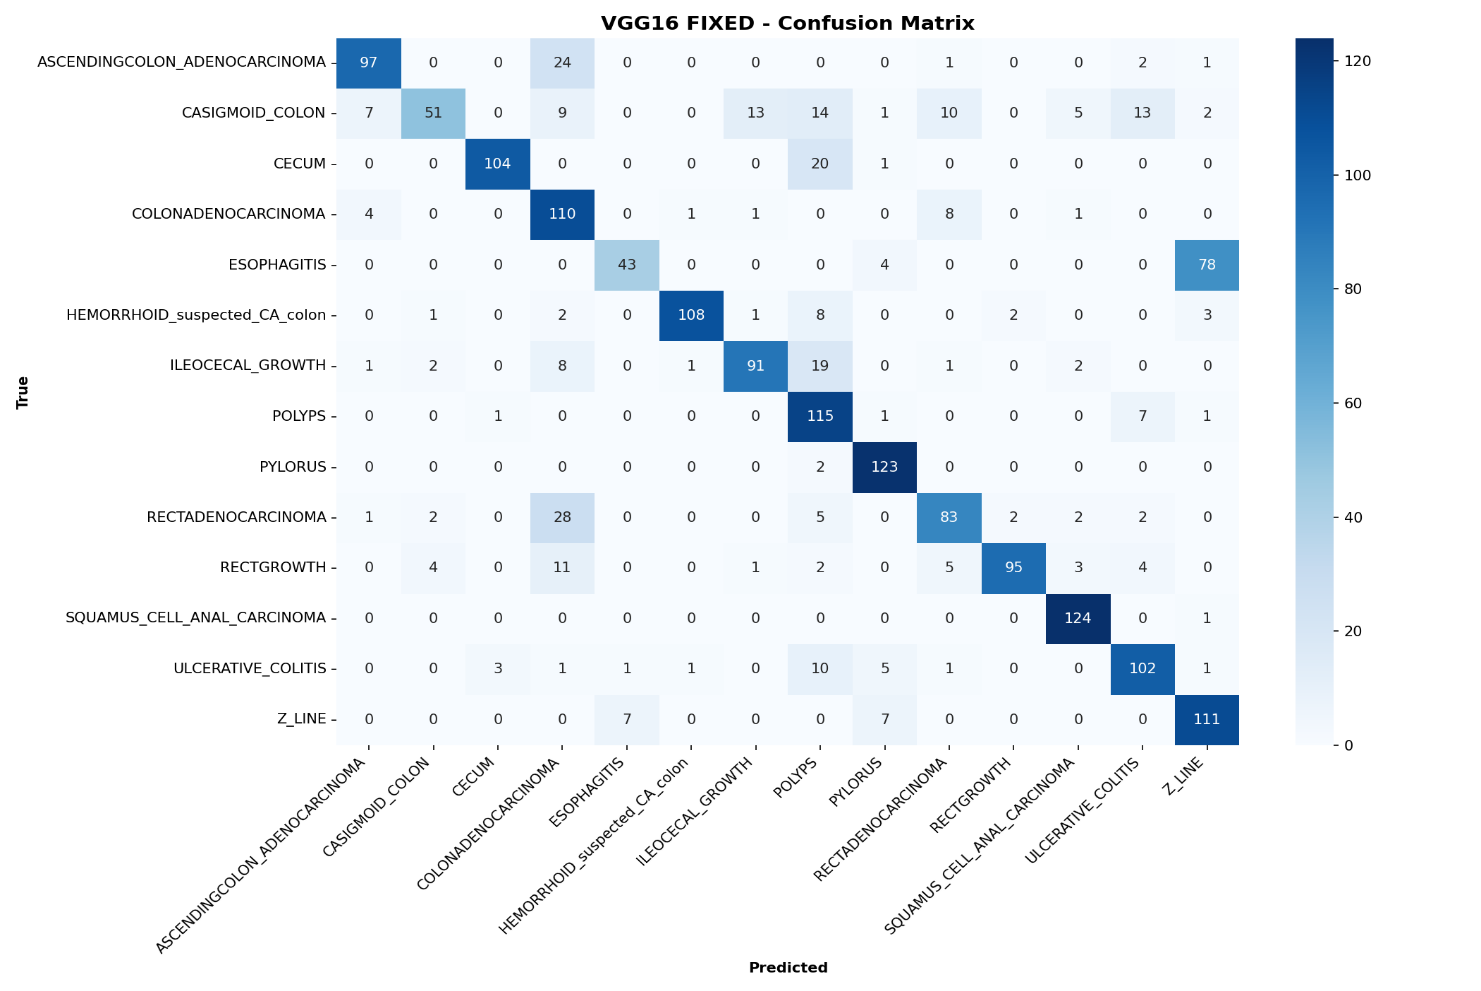 VGG16 FIXED - Confusion Matrix
ASCENDINGCOLON_ADENOCARCINOMA 97 0 0 24 0 0 0 0 0 1 0 0 2 1
CASIGMOID_COLON 7 51 0 9 0 0 13 14 1 10 0 5 13 2
CECUM 0 0 104 0 0 0 0 20 1 0 0 0 0 0
COLONADENOCARCINOMA 4 0 0 110 0 1 1 0 0 8 0 1 0 0
ESOPHAGITIS 0 0 0 0 43 0 0 0 4 0 0 0 0 78
HEMORRHOID_suspected_CA_colon 0 1 0 2 0 108 1 8 0 0 2 0 0 3
ILEOCECAL_GROWTH 1 2 0 8 0 1 91 19 0 1 0 2 0 0
POLYPS 0 0 1 0 0 0 0 115 1 0 0 0 7 1
PYLORUS 0 0 0 0 0 0 0 2 123 0 0 0 0 0
RECTADENOCARCINOMA 1 2 0 28 0 0 0 5 0 83 2 2 2 0
RECTGROWTH 0 4 0 11 0 0 1 2 0 5 95 3 4 0
SQUAMUS_CELL_ANAL_CARCINOMA 0 0 0 0 0 0 0 0 0 0 0 124 0 1
ULCERATIVE_COLITIS 0 0 3 1 1 1 0 10 5 1 0 0 102 1
Z_LINE 0 0 0 0 7 0 0 0 7 0 0 0 0 111
True
ASCENDINGCOLON_ADENOCARCINOMA
CASIGMOID_COLON
CECUM
COLONADENOCARCINOMA
ESOPHAGITIS
HEMORRHOID_suspected_CA_colon
ILEOCECAL_GROWTH
POLYPS
PYLORUS
RECTADENOCARCINOMA
RECTGROWTH
SQUAMUS_CELL_ANAL_CARCINOMA
ULCERATIVE_COLITIS
Z_LINE
Predicted
120
100
80
60
40
20
0